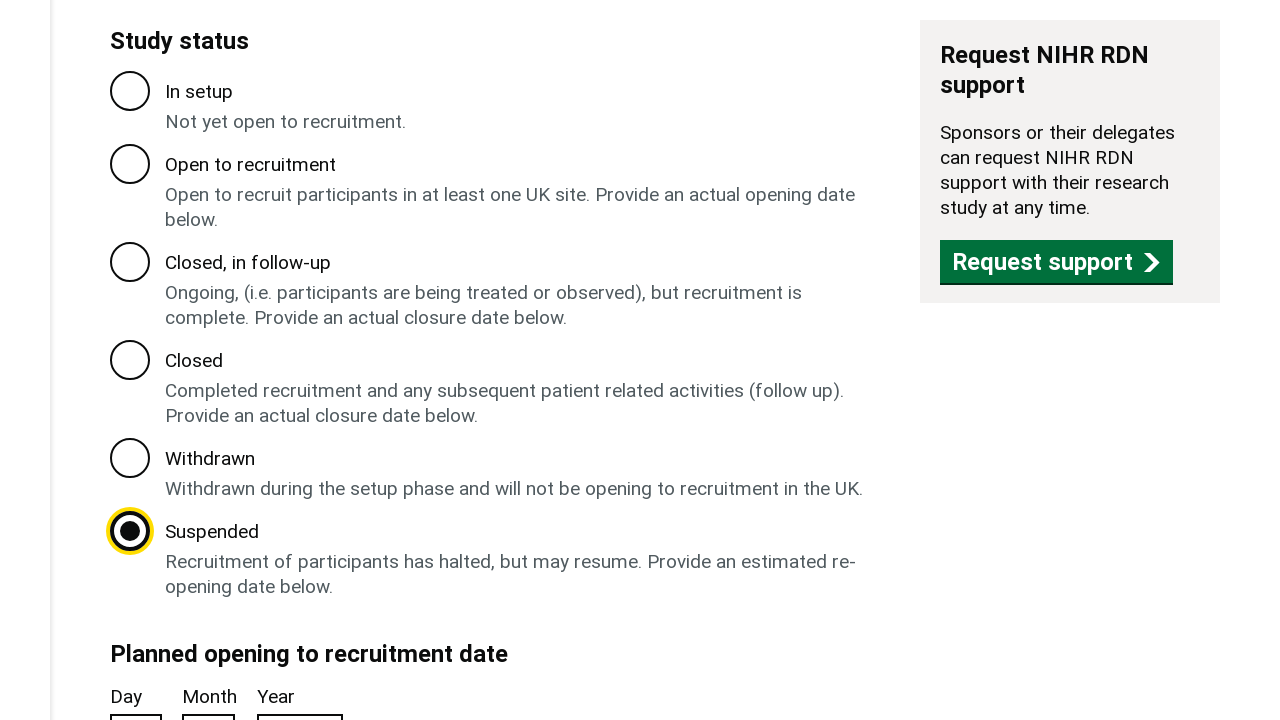 Study status
In setup
Not yet open to recruitment.
Open to recruitment
Open to recruit participants in at least one UK site. Provide an actual opening date
below.
Closed, in follow-up
Ongoing, (i.e. participants are being treated or observed), but recruitment is
complete. Provide an actual closure date below.
Closed
Completed recruitment and any subsequent patient related activities (follow up).
Provide an actual closure date below.
Withdrawn
Withdrawn during the setup phase and will not be opening to recruitment in the UK.
Suspended
Recruitment of participants has halted, but may resume. Provide an estimated re-
opening date below.
Planned opening to recruitment date
Day Month Year
Request NIHR RDN
support
Sponsors or their delegates
can request NIHR RDN
support with their research
study at any time.
Request support